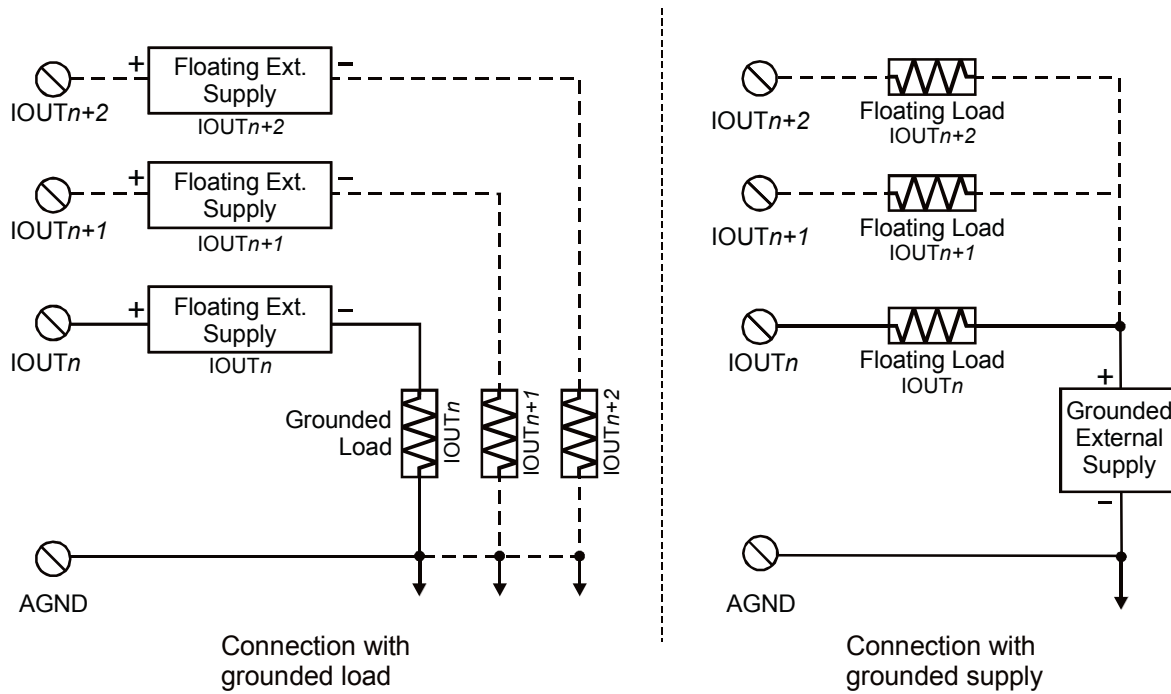 + Floating Ext. −
Supply
IOUTn+2
IOUTn+2
+ Floating Ext. −
Supply
IOUTn+1
IOUTn+1
+ Floating Ext. −
Supply
IOUTn
IOUTn
Grounded
Load
IOUTn
IOUTn+1
IOUTn+2
AGND
Connection with
grounded load
IOUTn+2
Floating Load
IOUTn+2
IOUTn+1
Floating Load
IOUTn+1
IOUTn
Floating Load
IOUTn
+
Grounded
External
Supply
−
AGND
Connection with
grounded supply